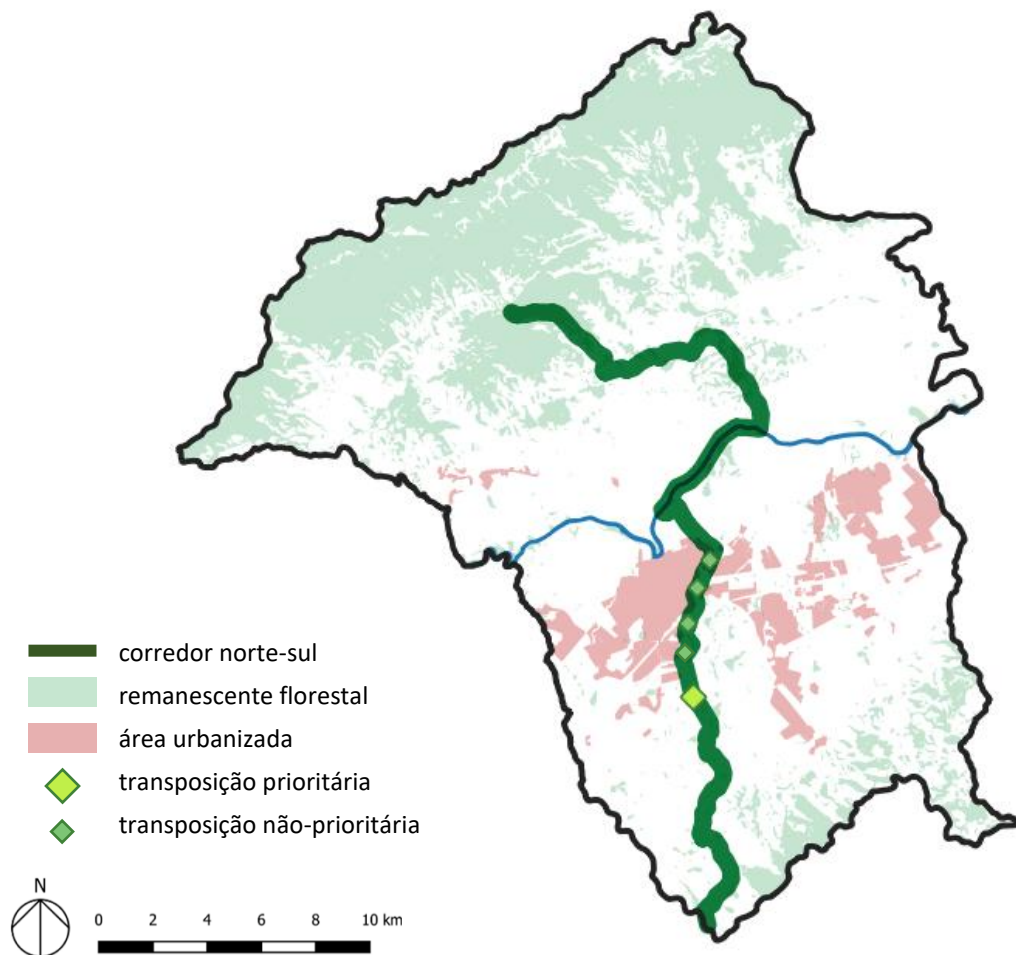 corredor norte-sul
remanescente florestal
área urbanizada
transposição prioritária
transposição não-prioritária
N
0 2 4 6 8 10 km